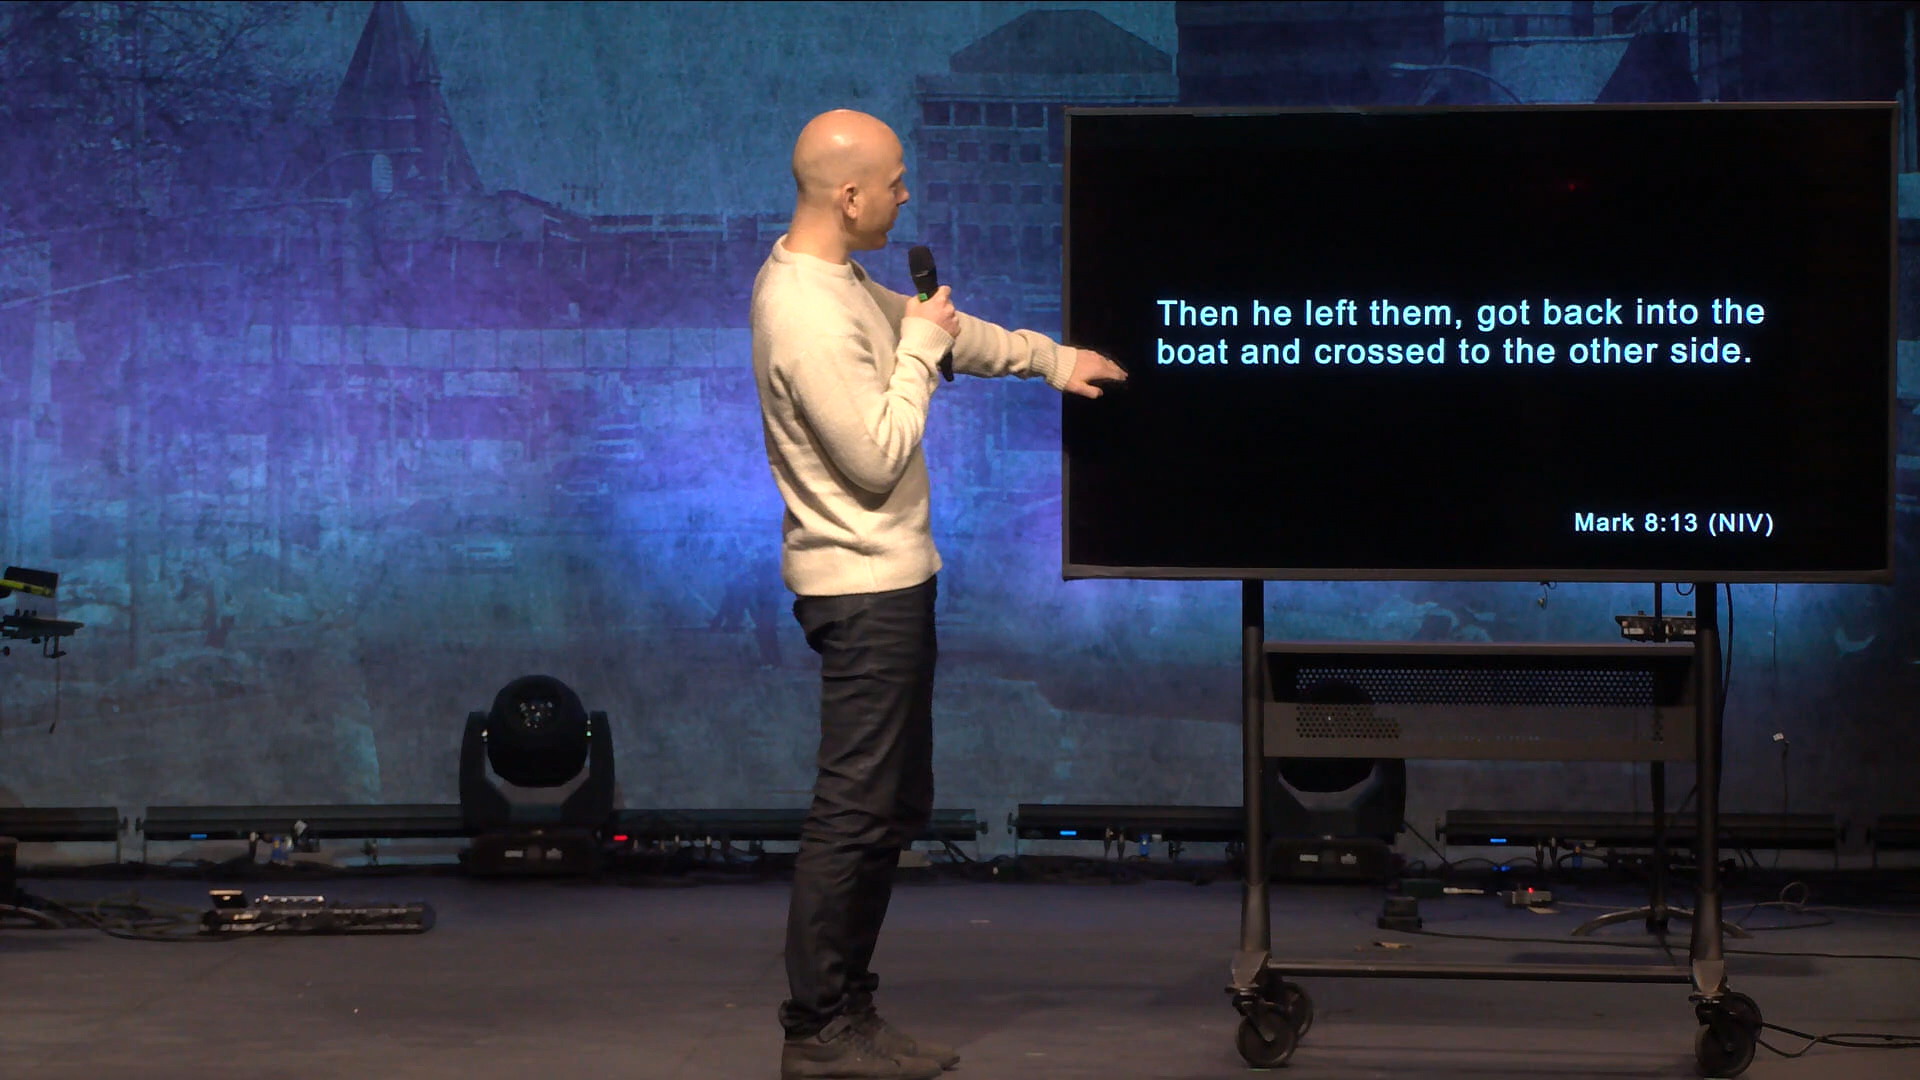 Then he left them, got back into the
boat and crossed to the other side.
Mark 8:13 (NIV)